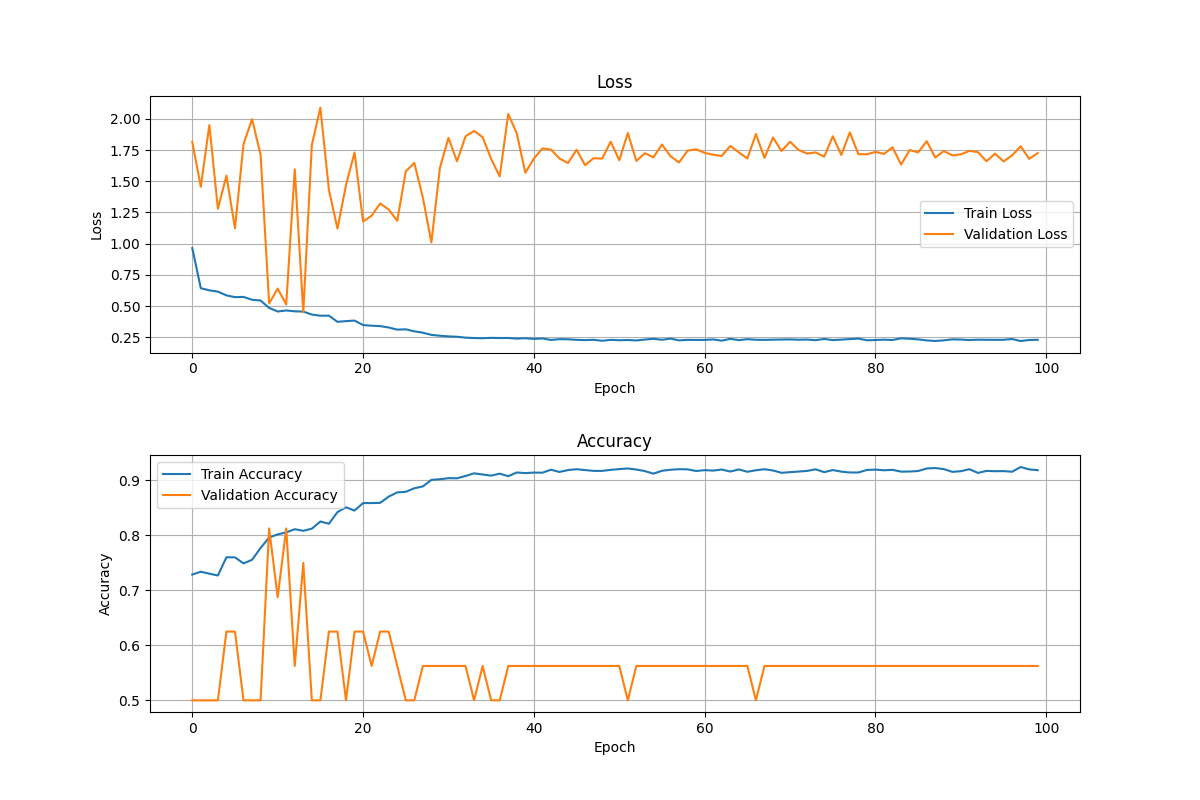 Loss
2.00
1.75
1.50
1.25
1.00
0.75
0.50
0.25
Loss
Train Loss
Validation Loss
0 20 40 60 80 100
Epoch
Accuracy
0.9
0.8
0.7
0.6
0.5
Accuracy
Train Accuracy
Validation Accuracy
0 20 40 60 80 100
Epoch